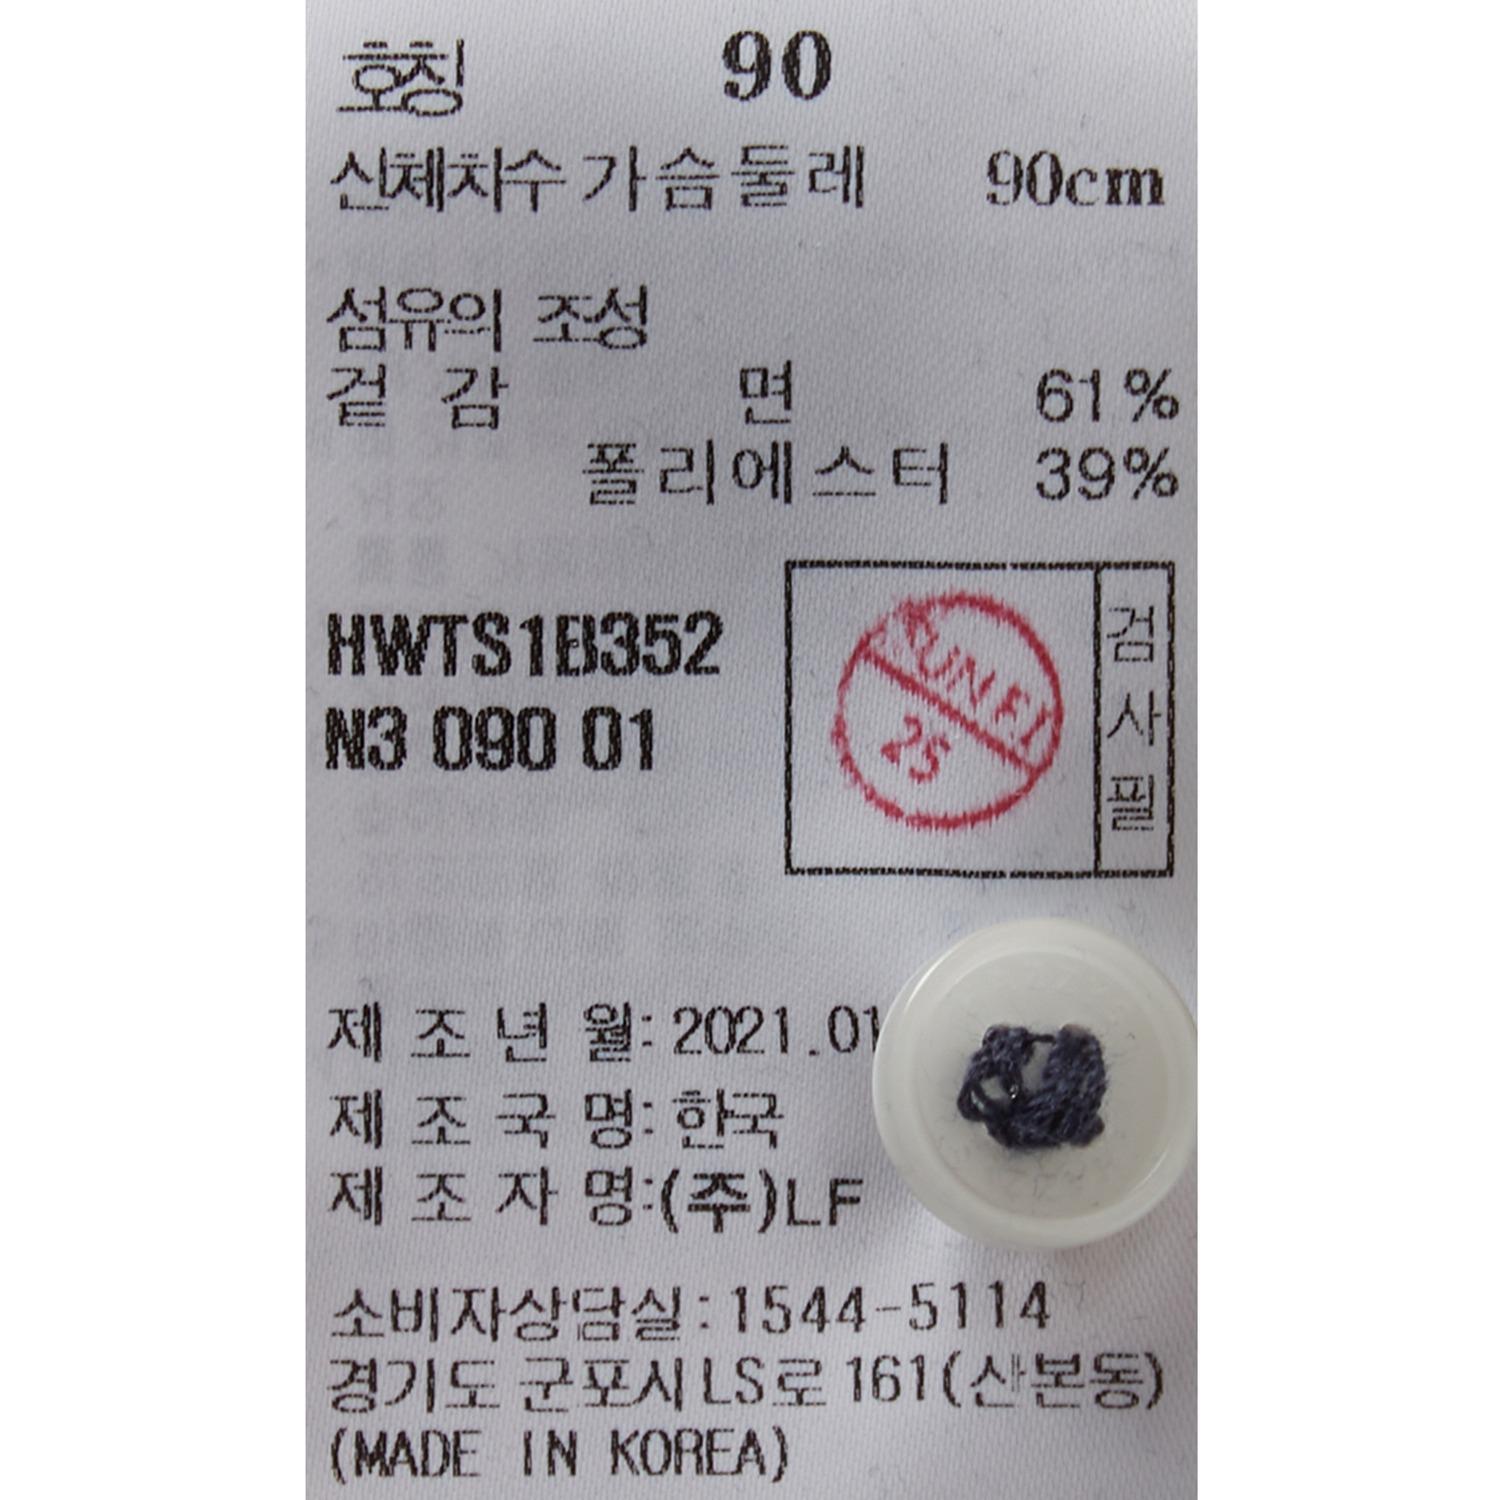 호칭 90
신체치수 가슴둘레 90cm
섬유의 조성
겉 감 면 61%
폴리에스터 39%
HWTS1B352
N3 090 01
25
검사필
제 조 년 월: 2021.01
제 조 국 명: 한국
제 조 자 명:(주)LF
소비자상담실:1544-5114
경기도 군포시 LS로 161(산본동)
(MADE IN KOREA)